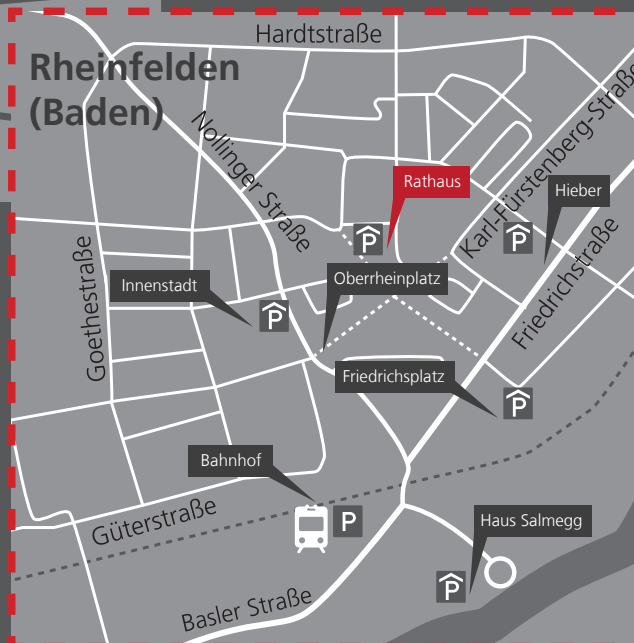 Hardtstraße
Rheinfelden
(Baden)
Nollinger Straße
Karl-Fürstenberg-Straße
Rathaus
Hieber
P
P
Goethestraße
Innenstadt
Oberrheinplatz
P
Friedrichstraße
Friedrichsplatz
P
Bahnhof
P
Güterstraße
Haus Salmegg
P
Basler Straße